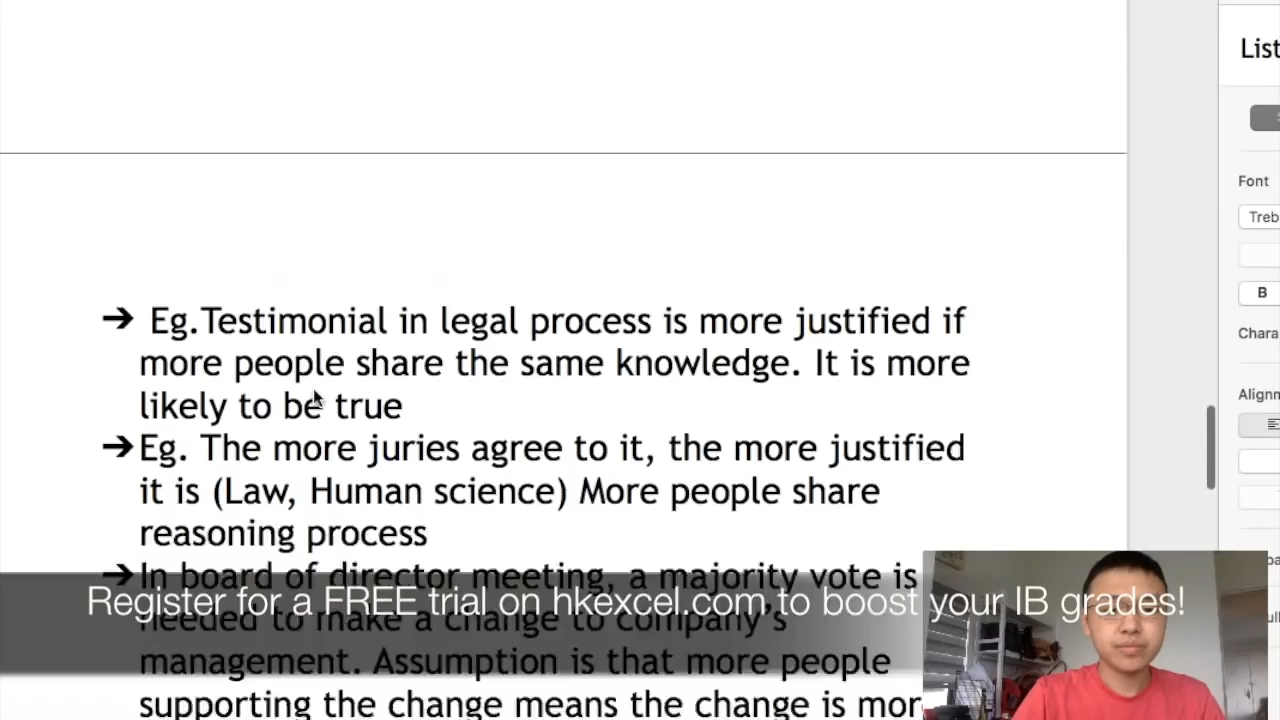 List
Font
Treb
B
Chara
Alignm
➔ Eg.Testimonial in legal process is more justified if
more people share the same knowledge. It is more
likely to be true
➔Eg. The more juries agree to it, the more justified
it is (Law, Human science) More people share
reasoning process
➔In board of director meeting, a majority vote is
Register for a FREE trial on hkexcel.com to boost your IB grades!
needed to make a change to company's
management. Assumption is that more people
supporting the change means the change is mor